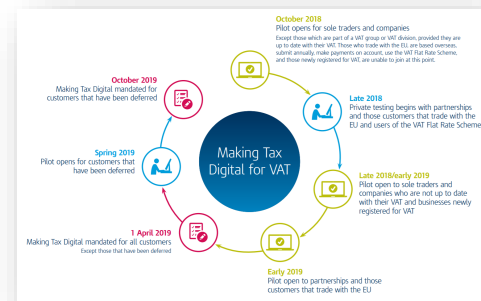 October 2018
Pilot opens for sole traders and companies
Except those which are part of a VAT group or VAT division, provided they are
up to date with their VAT. Those who trade with the EU, are based overseas,
submit annually, make payments on account, use the VAT Flat Rate Scheme,
and those newly registered for VAT, are unable to join at this point.
Late 2018
Private testing begins with partnerships
and those customers that trade with the
EU and users of the VAT Flat Rate Scheme
Late 2018/early 2019
Pilot open to sole traders and
companies who are not up to date
with their VAT and businesses newly
registered for VAT
Early 2019
Pilot open to partnerships and those
customers that trade with the EU
1 April 2019
Making Tax Digital mandated for all customers
Except those that have been deferred
Spring 2019
Pilot opens for customers that
have been deferred
October 2019
Making Tax Digital mandated for
customers that have been deferred
Making Tax
Digital for VAT